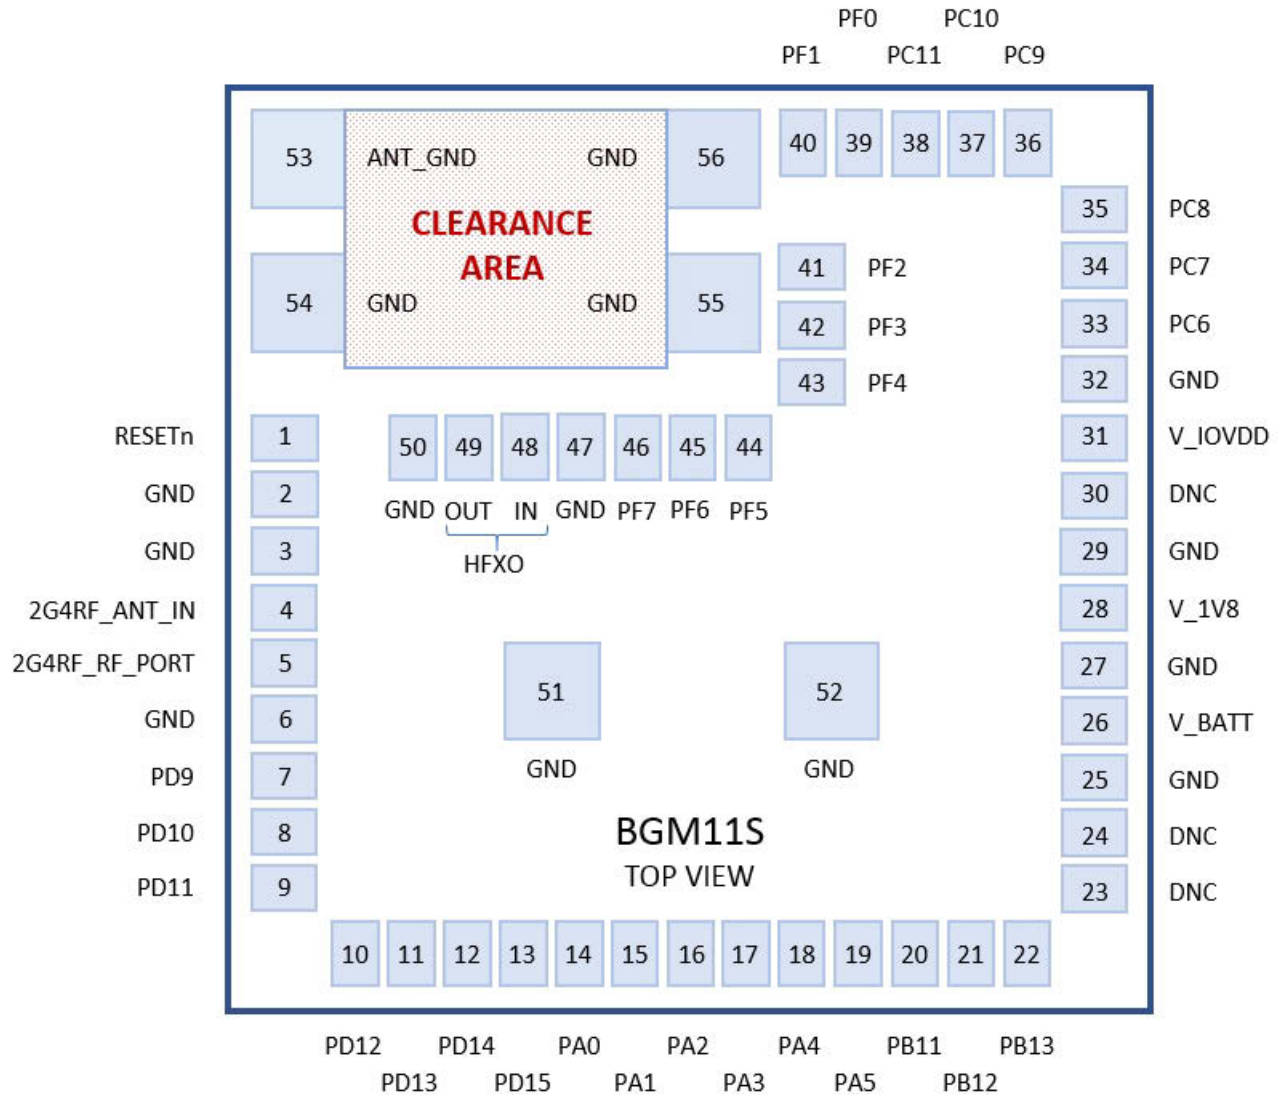 PF0 PC10
PF1 PC11 PC9
53 ANT_GND GND 56 40 39 38 37 36
CLEARANCE
AREA
35 PC8
41 PF2 34 PC7
54 GND GND 55
42 PF3 33 PC6
43 PF4 32 GND
RESETn 1 50 49 48 47 46 45 44 31 V_IOVDD
GND 2 30 DNC
GND OUT IN GND PF7 PF6 PF5
GND 3 29 GND
HFXO
2G4RF_ANT_IN 4 28 V_1V8
2G4RF_RF_PORT 5 27 GND
51 52
GND 6 26 V_BATT
GND GND
PD9 7 25 GND
PD10 8 BGM11S 24 DNC
TOP VIEW
PD11 9 23 DNC
10 11 12 13 14 15 16 17 18 19 20 21 22
PD12 PD14 PA0 PA2 PA4 PB11 PB13
PD13 PD15 PA1 PA3 PA5 PB12